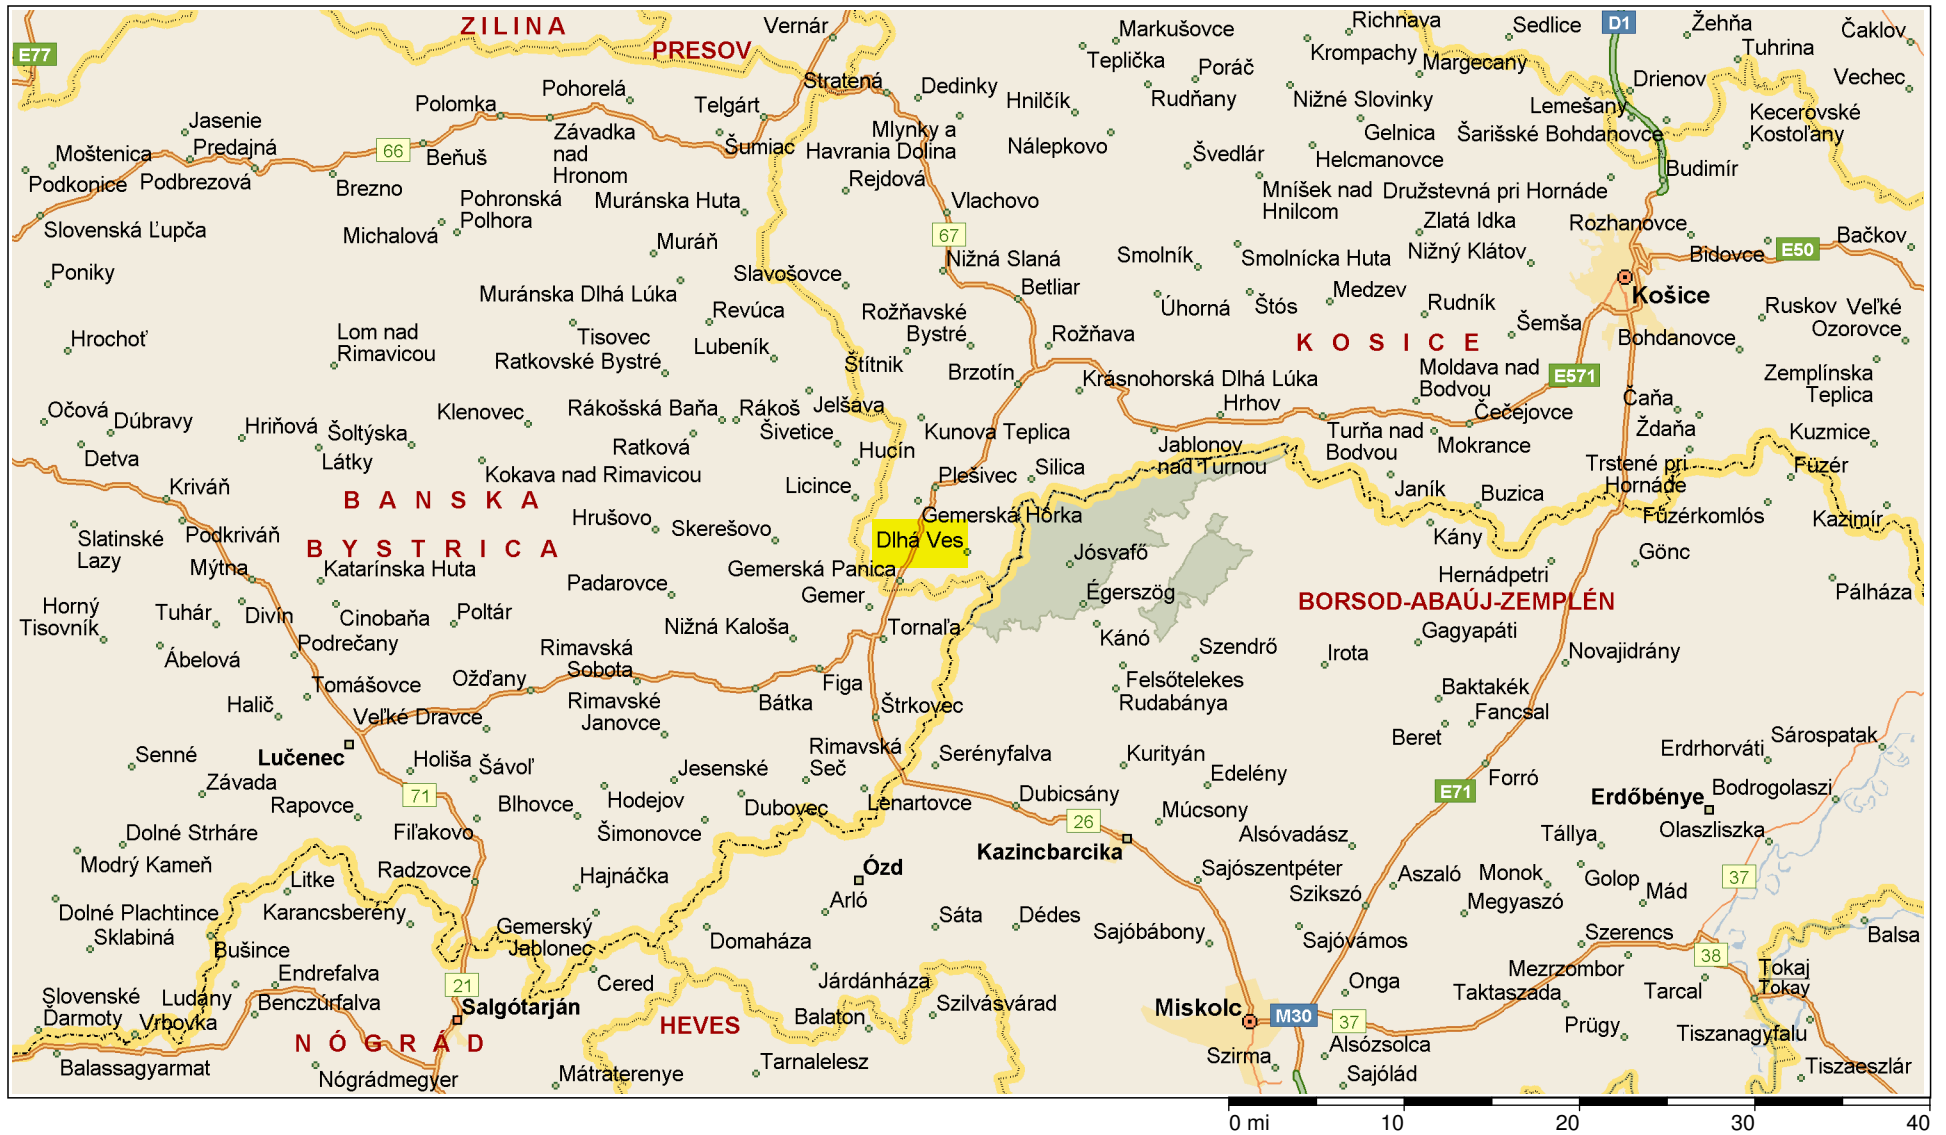 ZILINA
PRESOV
Vernár
E77
Stratená
Dedinky
Markušovce
Teplička
Poráč
Rudňany
Hnilčík
Richnava
Krompachy
Margecany
Sedlice
D1
Žehňa
Tuhrina
Čaklov
Vechec
Drienov
Lemešany
Kecerovské
Kostoľany
Nižné Slovinky
Gelnica
Šarišské Bohdanovce
Helcmanovce
Budimír
Pohorelá
Polomka
Telgárt
Závadka
nad
Hronom
Šumiac
Mlynky a
Havrania Dolina
Rejdová
Nálepkovo
Švedlár
Mníšek nad
Hnilcom
Družstevná pri Hornáde
Jasenie
Predajná
66
Beňuš
Moštenica
Podkonice
Podbrezová
Brezno
Pohronská
Polhora
Michalová
Muránska Huta
Vlachovo
67
Zlatá Idka
Rozhanovce
Slovenská Ľupča
Muráň
Nižná Slaná
Smolník
Smolnícka Huta
Nižný Klátov
Bidovce
E50
Bačkov
Poniky
Slavošovce
Muránska Dlhá Lúka
Betliar
Úhorná
Štós
Medzev
Rudník
Košice
Ruskov
Veľké
Ozorovce
Revúca
Rožňavské
Bystré
Rožňava
Šemša
Bohdanovce
KOSICE
Hrochoť
Lom nad
Rimavicou
Tisovec
Ratkovské Bystré
Lubeník
Štítnik
Brzotín
Krásnohorská Dlhá Lúka
Hrhov
Moldava nad
Bodvou
E571
Čečejovce
Zemplínska
Teplica
Čaňa
Ždaňa
Kuzmice
Očová
Dúbravy
Hriňová
Šoltýska
Klenovec
Rákošská Baňa
Rákoš
Jelšava
Šivetice
Kunova Teplica
Ratková
Hucín
Jablonov
nad Turnou
Turňa nad
Bodvou
Mokrance
Detva
Látky
Kokava nad Rimavicou
Plešivec
Silica
Licince
Janík
Buzica
Trstené pri
Hornáde
Füzér
Füzérkomlós
Kazimír
Kriváň
BANSKA
BYSTRICA
Hrušovo
Skerešovo
Gemerská Hôrka
Dlhá Ves
Slatinské
Lazy
Podkriváň
Mýtna
Katarínska Huta
Padarovce
Gemerská Panica
Gemer
Jósvafő
Égerszög
Kány
Gönc
Hernádpetri
Pálháza
BORSOD-ABAÚJ-ZEMPLÉN
Horný
Tisovník
Tuhár
Divín
Cinobaňa
Poltár
Nižná Kaloša
Tornaľa
Kánó
Szendrő
Irota
Gagyapáti
Novajidrány
Ábelová
Podrečany
Rimavská
Sobota
Ožďany
Figa
Felsőtelekes
Rudabánya
Baktakék
Fancsal
Beret
Halič
Tomášovce
Veľké Dravce
Rimavské
Janovce
Bátka
Štrkovec
Senné
Lučenec
Holiša
Šávoľ
Jesenské
Rimavská
Seč
Serényfalva
Kurityán
Edelény
Forró
E71
Erdrhorváti
Sárospatak
Závada
Rapovce
71
Blhovce
Hodejov
Dubovec
Lenartovce
Dubicsány
Múcsony
Erdőbénye
Bodrogolaszi
Dolné Strháre
Fiľakovo
Šimonovce
26
Kazincbarcika
Alsóvadász
Tállya
Olaszliszka
Modrý Kameň
Litke
Radzovce
Hajnáčka
Ózd
Arló
Sajószentpéter
Szikszó
Aszaló
Monok
Megyaszó
Golop
Mád
37
Dolné Plachtince
Sklabiná
Karancsberény
Gemerský
Jablonec
Domaháza
Sáta
Dédes
Sajóbábony
Sajóvámos
Szerencs
Balsa
Bušince
Endrefalva
Benczúrfalva
Ludány
21
Salgótarján
Cered
Járdánháza
Szilvásvárad
Miskolc
M30
Onga
Mezrzombor
Taktaszada
38
Tokaj
Tokay
Tarcal
Slovenské
Ďarmoty
Vrbovka
NÓGRÁD
HEVES
Balaton
37
Prügy
Tiszanagyfalu
Balassagyarmat
Nógrádmegyer
Mátraterenye
Tarnalelesz
Szirma
Alsózsolca
Sajólád
Tiszaeszlár
0 mi
10
20
30
40